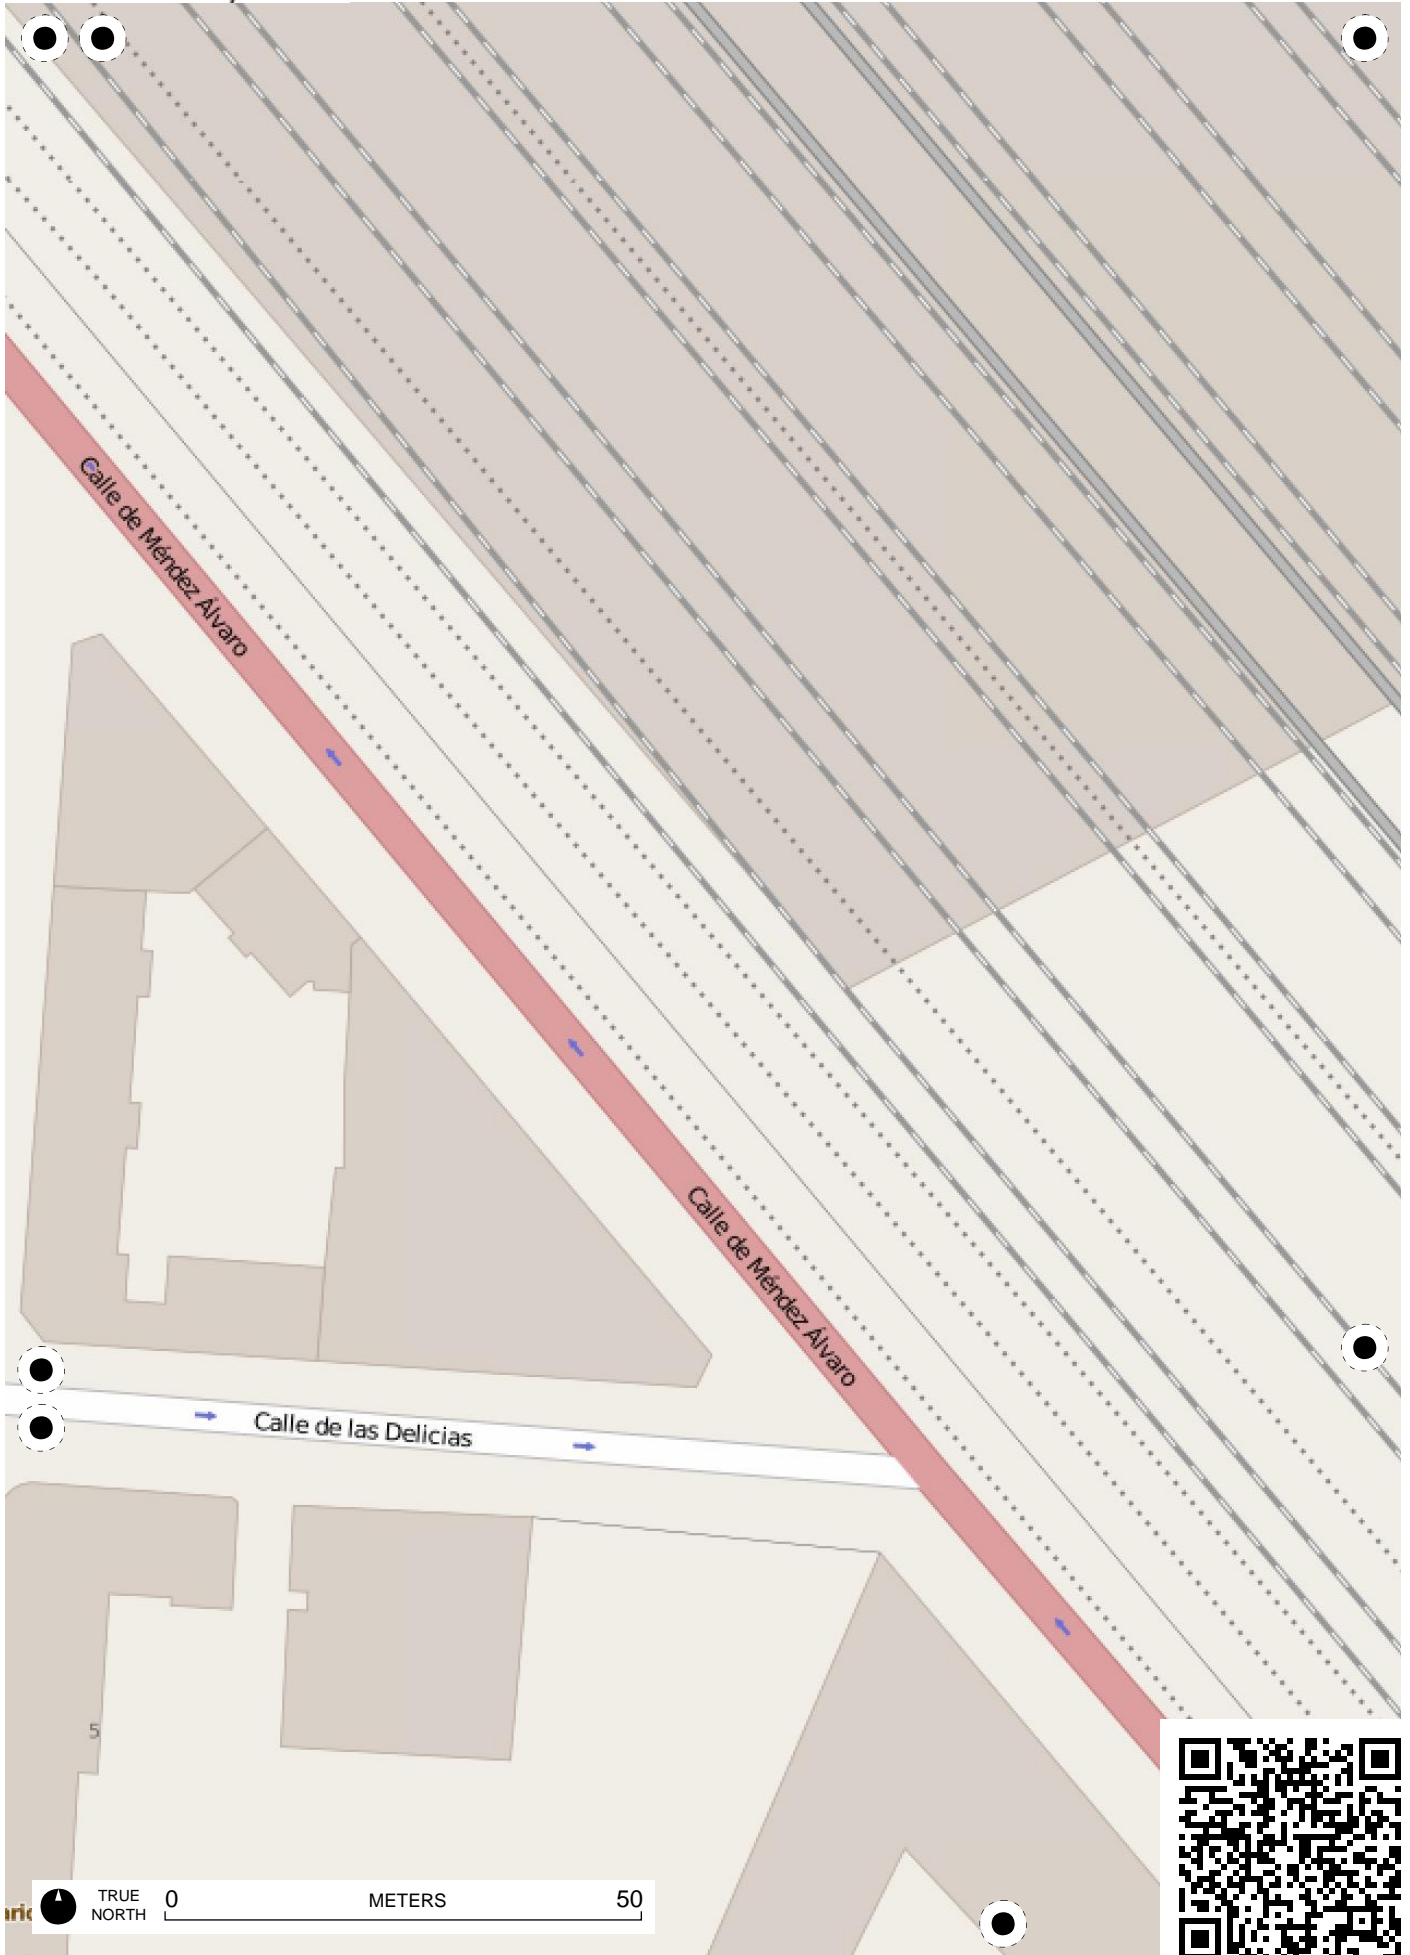 Calle de Méndez Álvaro
Calle de Méndez Álvaro
Calle de las Delicias
5
TRUE
NORTH
0 METERS 50